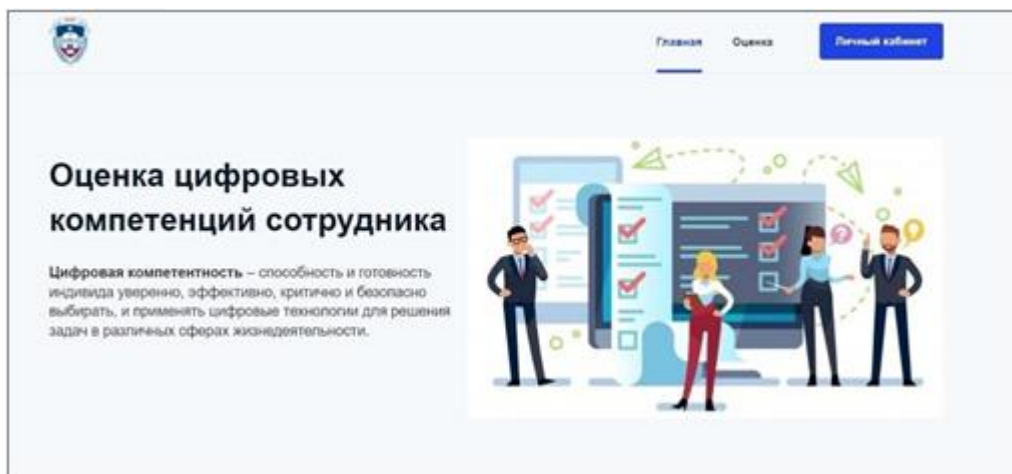 Главная Оценка Личный кабинет
Оценка цифровых
компетенций сотрудника
Цифровая компетентность – способность и готовность
индивида уверенно, эффективно, критично и безопасно
выбирать, и применять цифровые технологии для решения
задач в различных сферах жизнедеятельности.